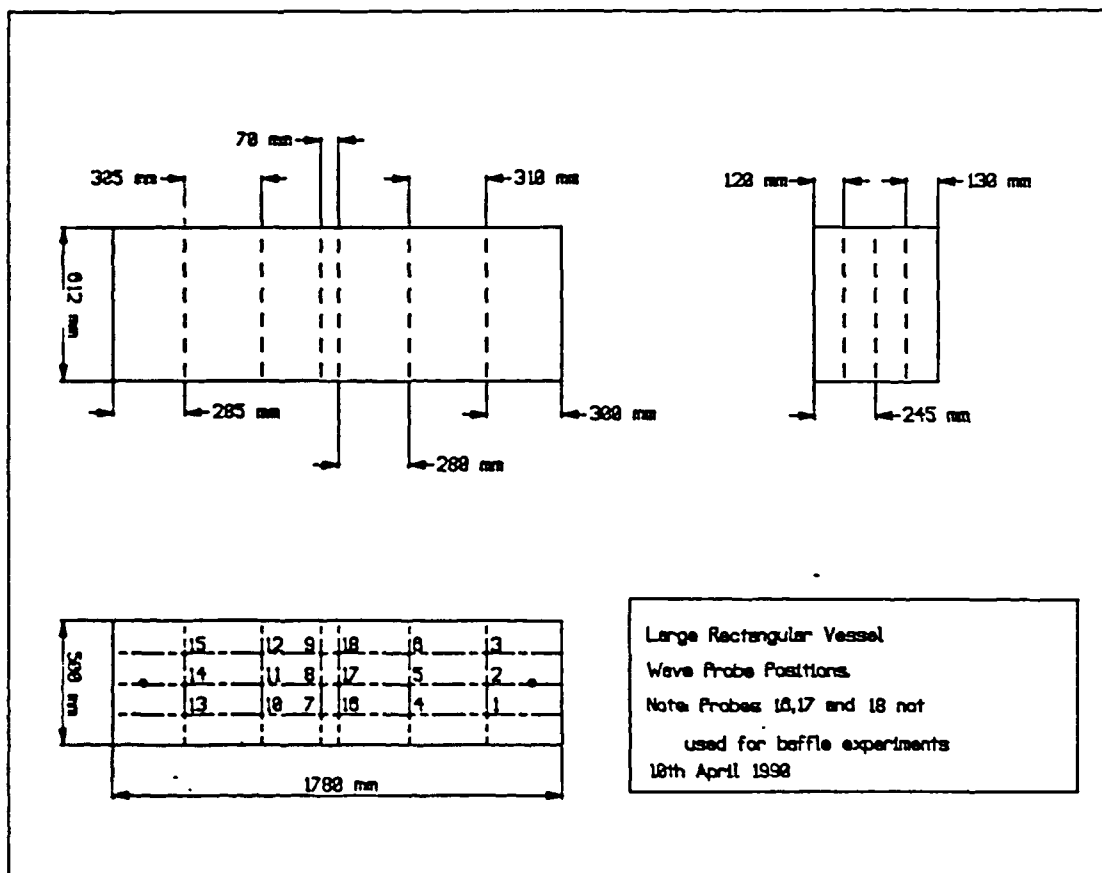 70 mm
305 mm
310 mm
120 mm
130 mm
612 mm
285 mm
300 mm
245 mm
280 mm
500 mm
15 12 9 18 6 3
14 11 8 17 5 2
13 10 7 16 4 1
1780 mm
Large Rectangular Vessel
Wave Probe Positions.
Note: Probes 16,17 and 18 not
used for baffle experiments
10th April 1990